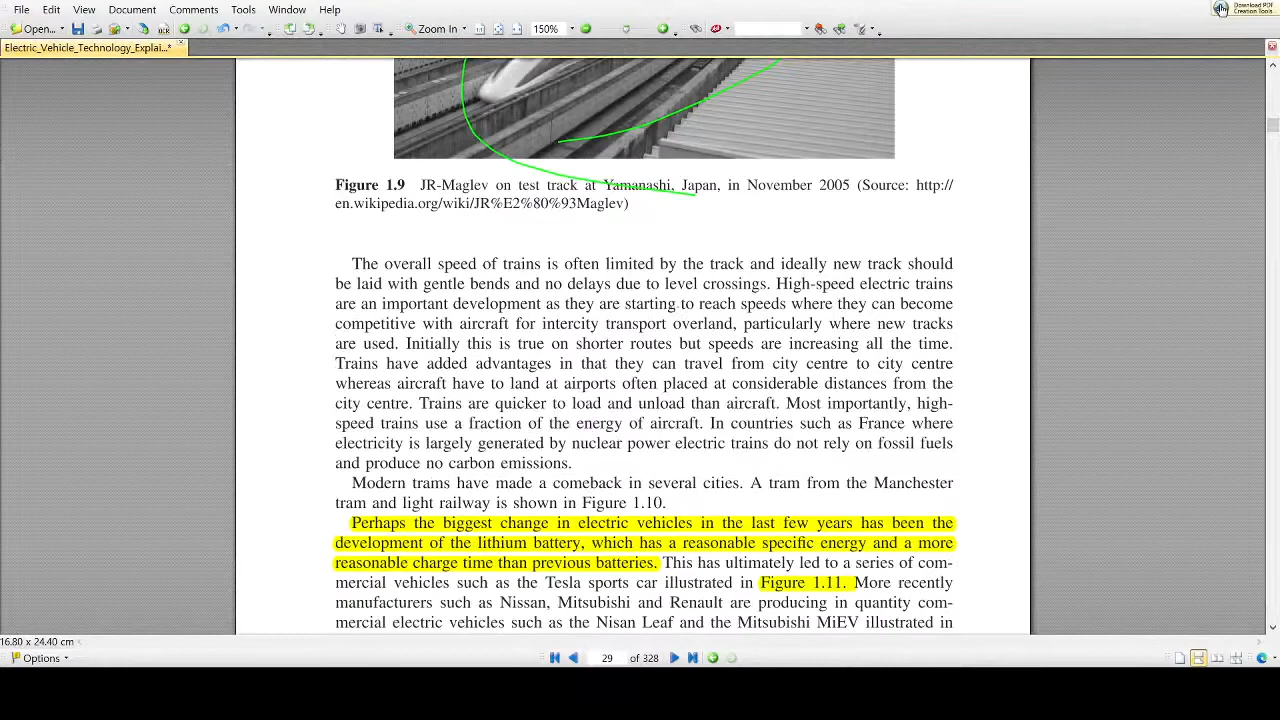 File Edit View Document Comments Tools Window Help
Download PDF
Creation Tools
Open... Zoom In 150%
Electric_Vehicle_Technology_Explai...*
Figure 1.9 JR-Maglev on test track at Yamanashi, Japan, in November 2005 (Source: http://
en.wikipedia.org/wiki/JR%E2%80%93Maglev)
The overall speed of trains is often limited by the track and ideally new track should
be laid with gentle bends and no delays due to level crossings. High-speed electric trains
are an important development as they are starting to reach speeds where they can become
competitive with aircraft for intercity transport overland, particularly where new tracks
are used. Initially this is true on shorter routes but speeds are increasing all the time.
Trains have added advantages in that they can travel from city centre to city centre
whereas aircraft have to land at airports often placed at considerable distances from the
city centre. Trains are quicker to load and unload than aircraft. Most importantly, high-
speed trains use a fraction of the energy of aircraft. In countries such as France where
electricity is largely generated by nuclear power electric trains do not rely on fossil fuels
and produce no carbon emissions.
Modern trams have made a comeback in several cities. A tram from the Manchester
tram and light railway is shown in Figure 1.10.
Perhaps the biggest change in electric vehicles in the last few years has been the
development of the lithium battery, which has a reasonable specific energy and a more
reasonable charge time than previous batteries. This has ultimately led to a series of com-
mercial vehicles such as the Tesla sports car illustrated in Figure 1.11. More recently
manufacturers such as Nissan, Mitsubishi and Renault are producing in quantity com-
mercial electric vehicles such as the Nisan Leaf and the Mitsubishi MiEV illustrated in
16.80 x 24.40 cm
Options 29 of 328